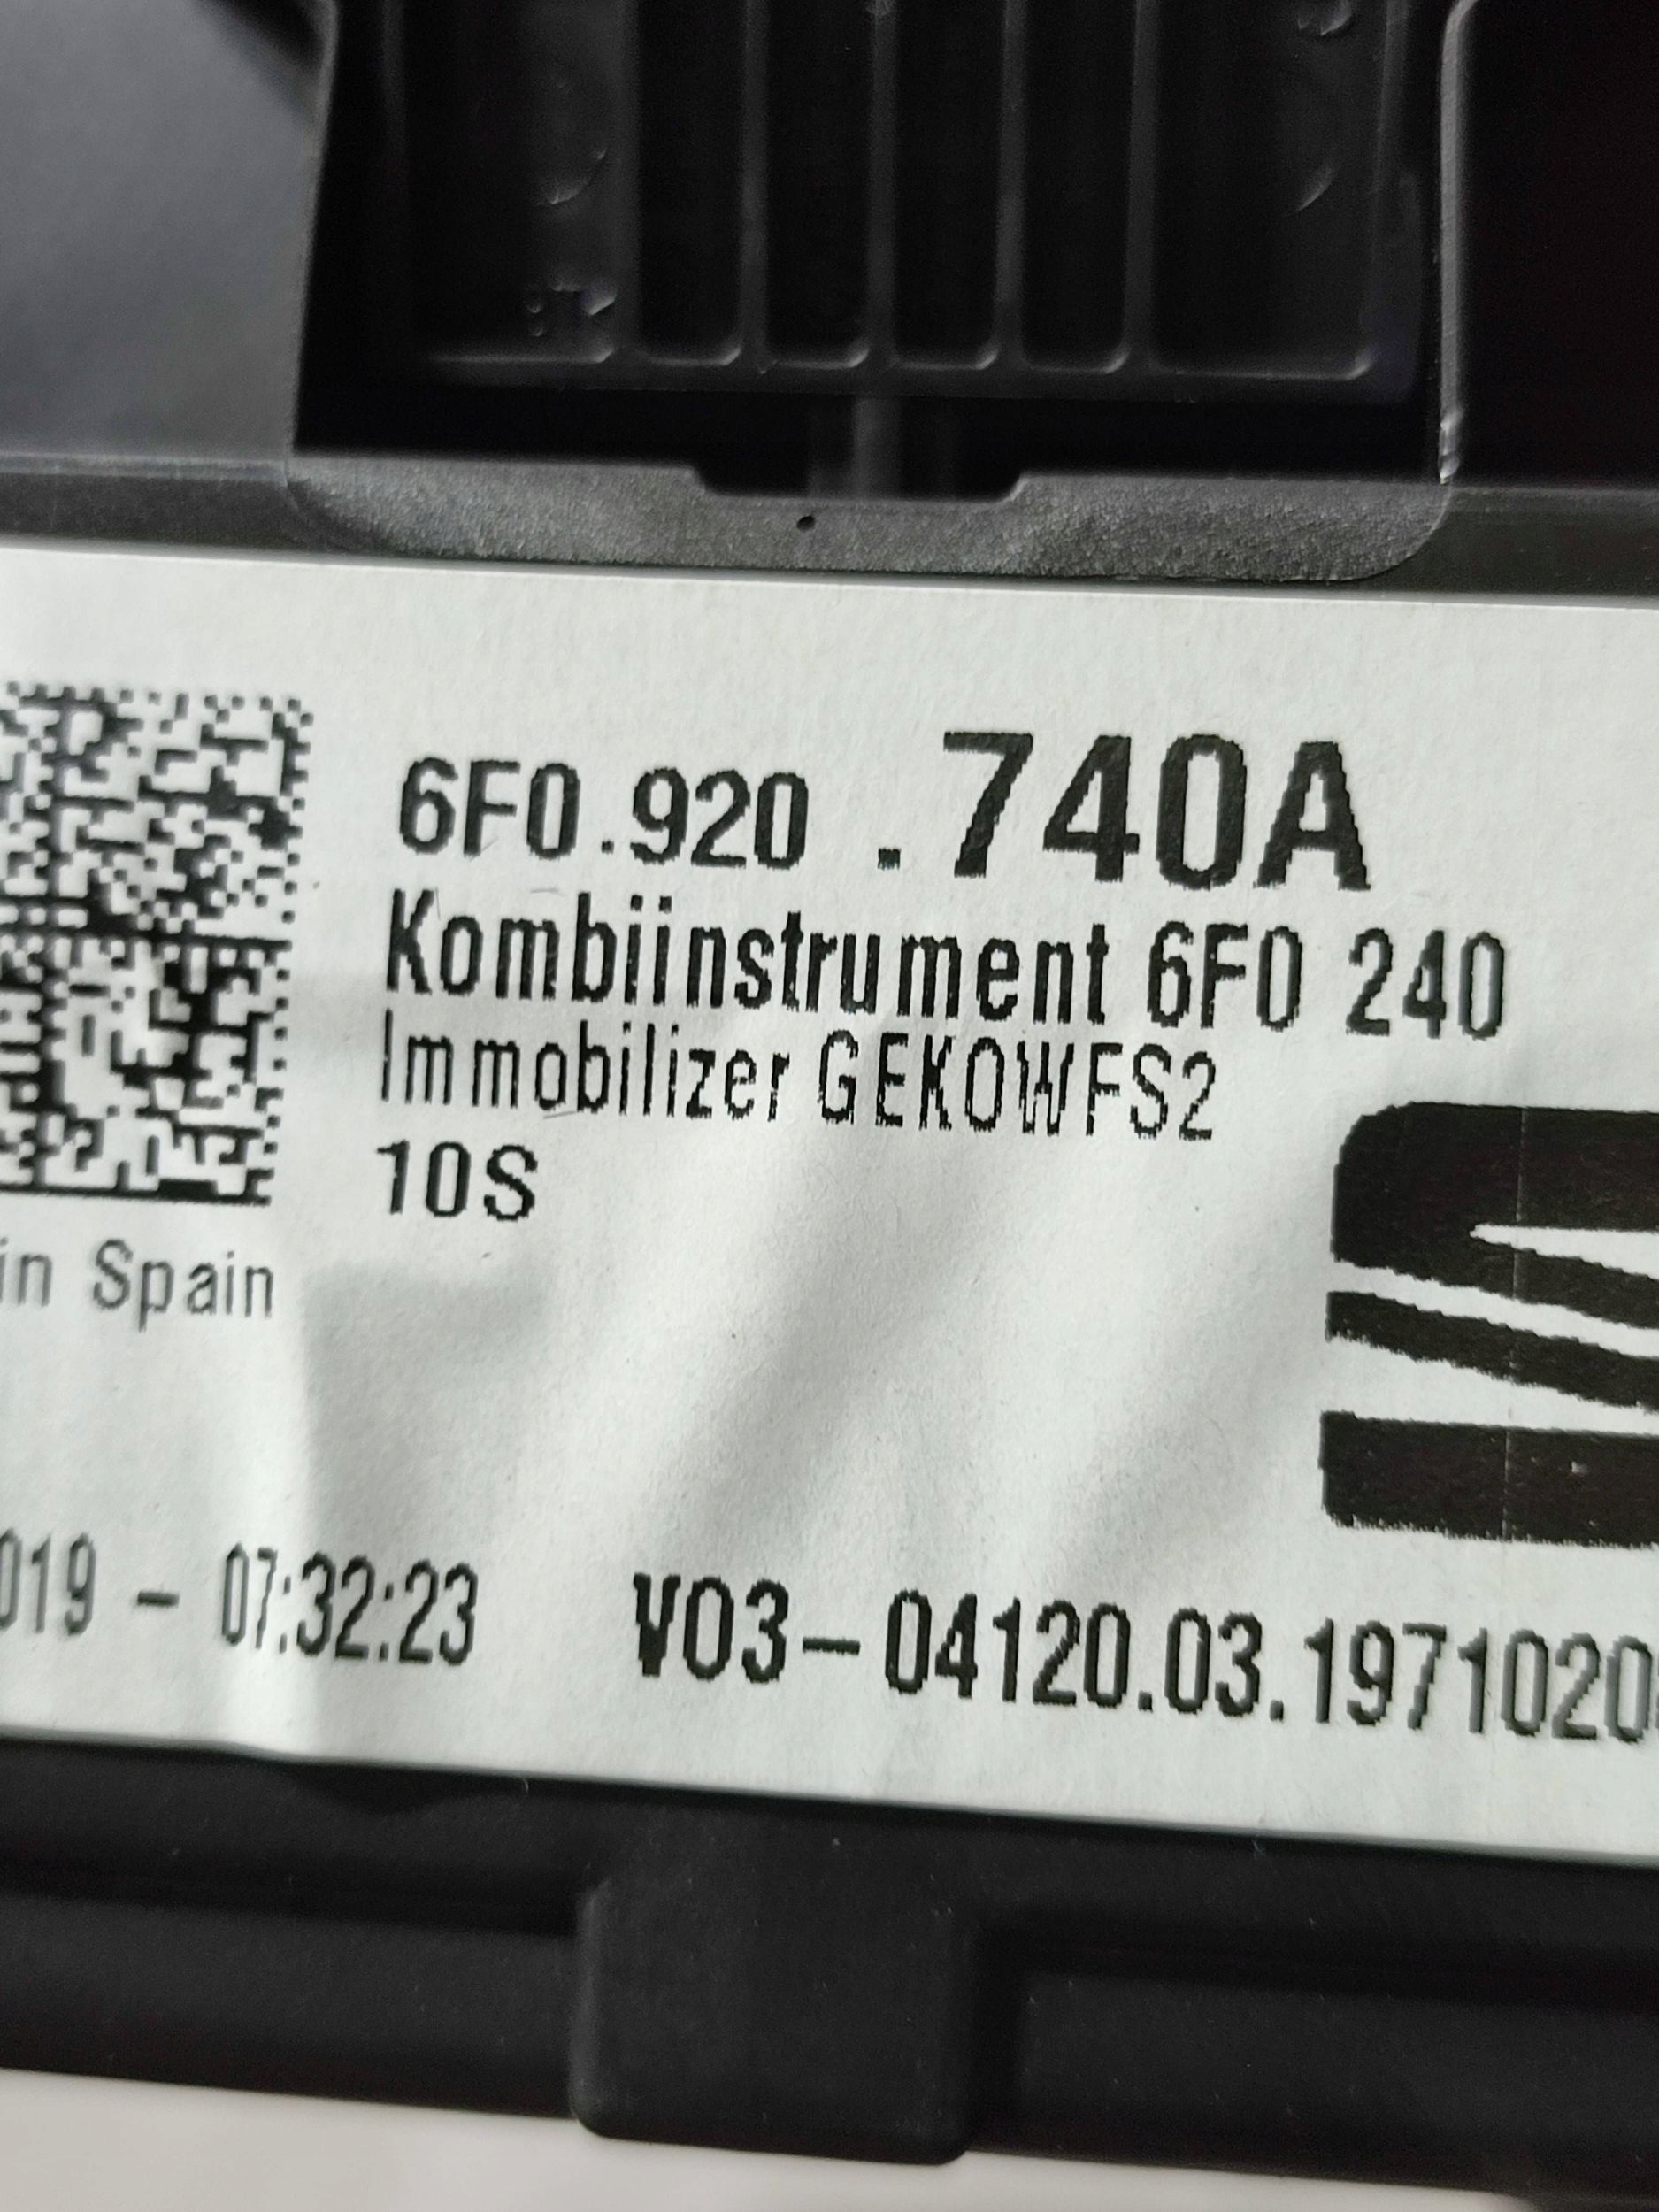 6F0.920 .740A
Kombiinstrument 6F0 240
Immobilizer GEKOWFS2
10S
in Spain
019 - 07:32:23 V03-04120.03.1971020